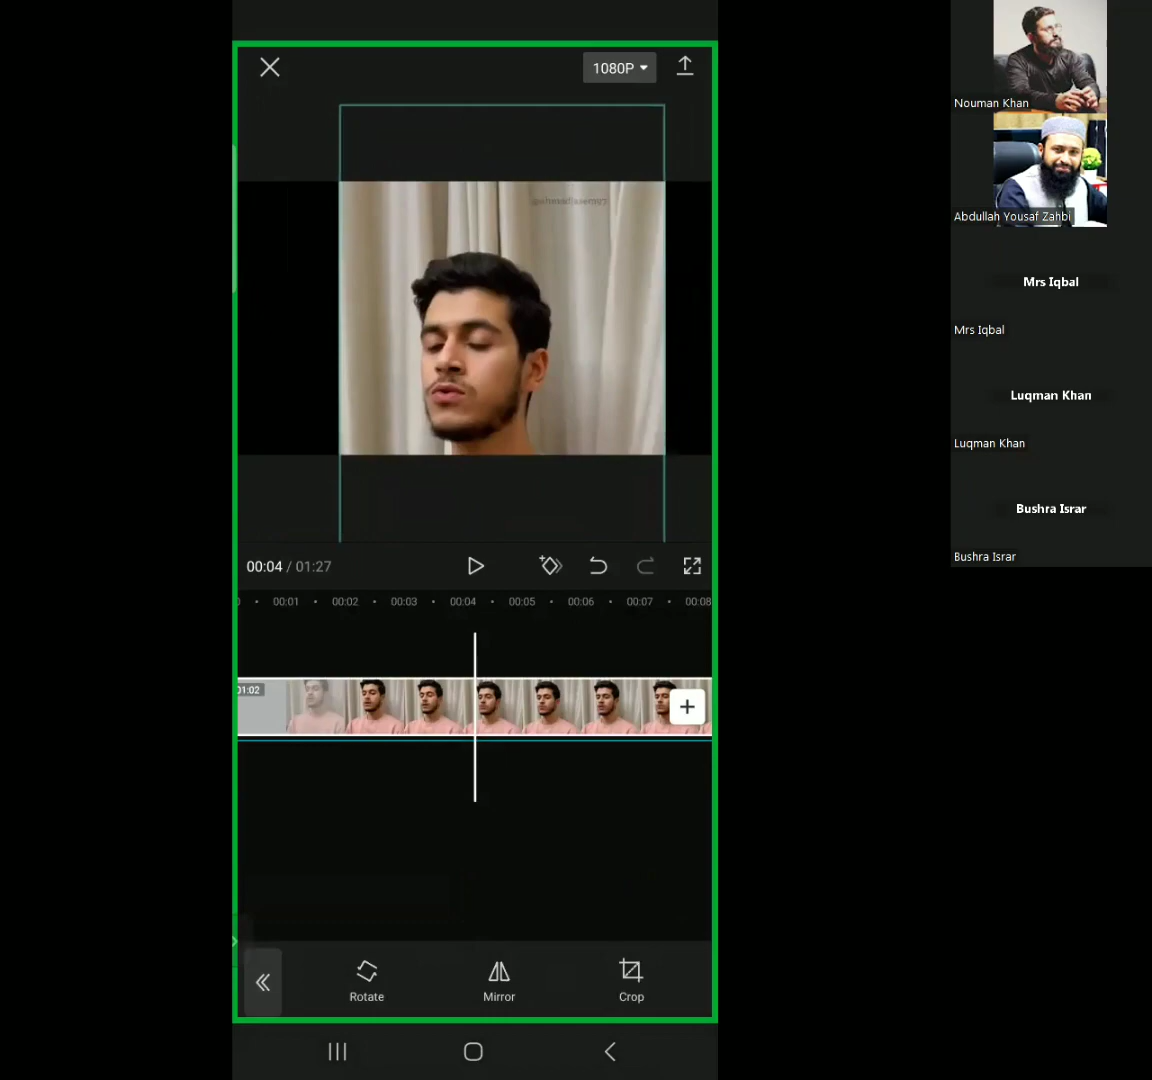 1080P
00:04 / 01:27
00:01
00:02
00:03
00:04
00:05
00:06
00:07
00:08
01:02
Rotate
Mirror
Crop
Nouman Khan
Abdullah Yousaf Zahbi
Mrs Iqbal
Mrs Iqbal
Luqman Khan
Luqman Khan
Bushra Israr
Bushra Israr